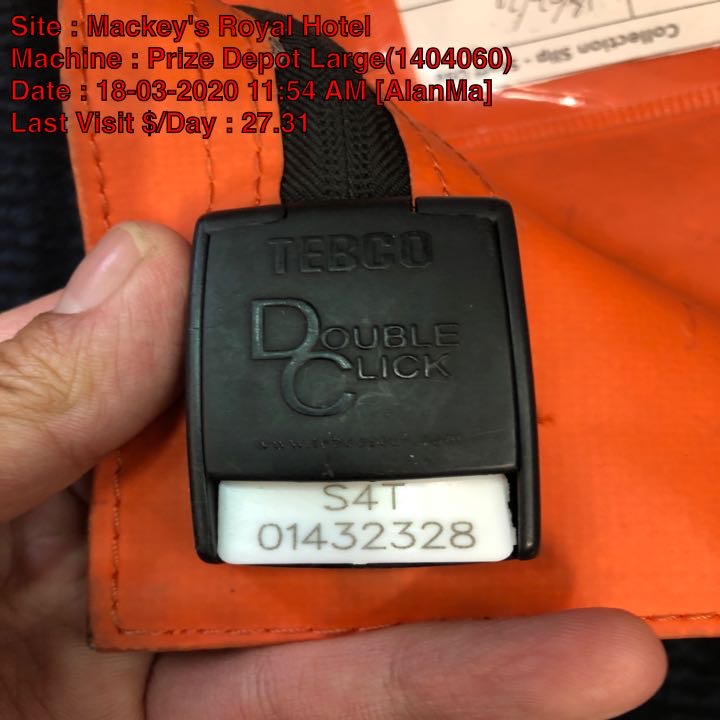 Site : Mackey's Royal Hotel
Machine : Prize Depot Large(1404060)
Date : 18-03-2020 11:54 AM [AlanMa]
Last Visit $/Day : 27.31
Collection Slip -
TEBCO
DOUBLE
CLICK
S4T
01432328